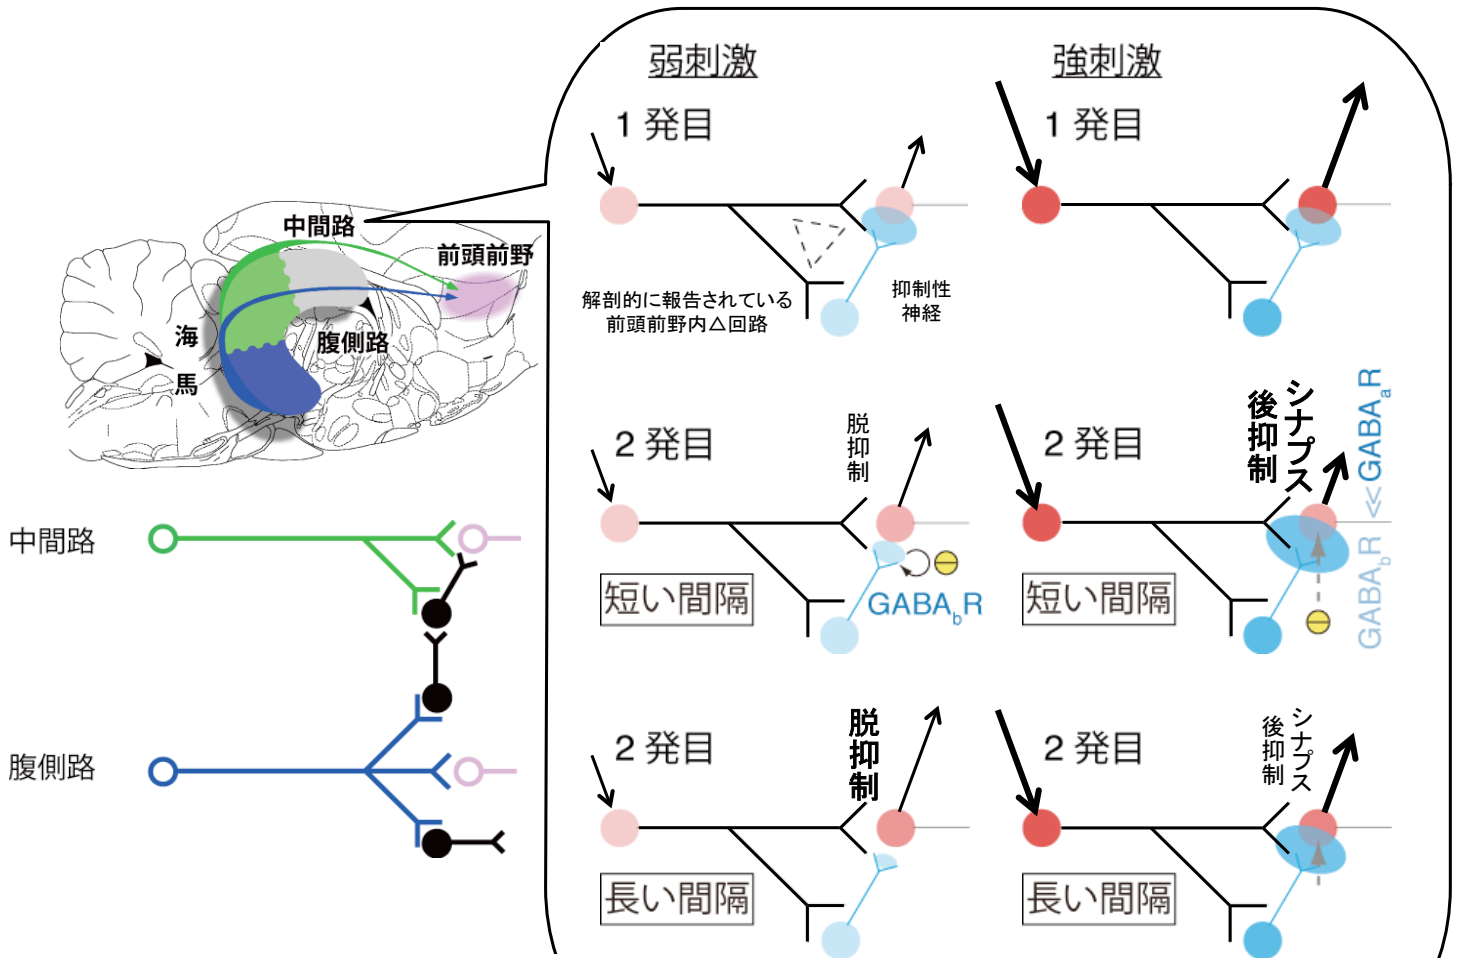 中間路
前頭前野
海
馬
腹側路
中間路
腹側路
弱刺激
1 発目
解剖的に報告されている
前頭前野内△回路
抑制性
神経
2 発目
脱抑制
短い間隔
GABAbR
2 発目
脱抑制
長い間隔
強刺激
1 発目
2 発目
シナプス
後抑制
GABAbR ≪GABAaR
短い間隔
2 発目
シナプス
後抑制
長い間隔